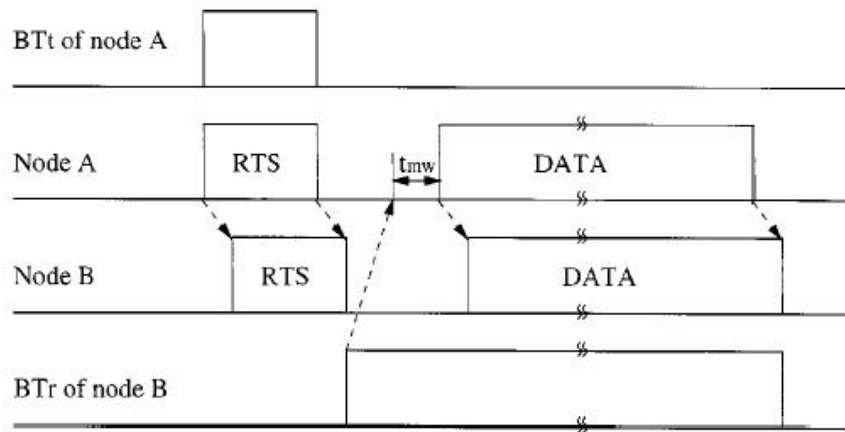 BTt of node A
Node A
RTS
tmw
DATA
Node B
RTS
DATA
BTr of node B